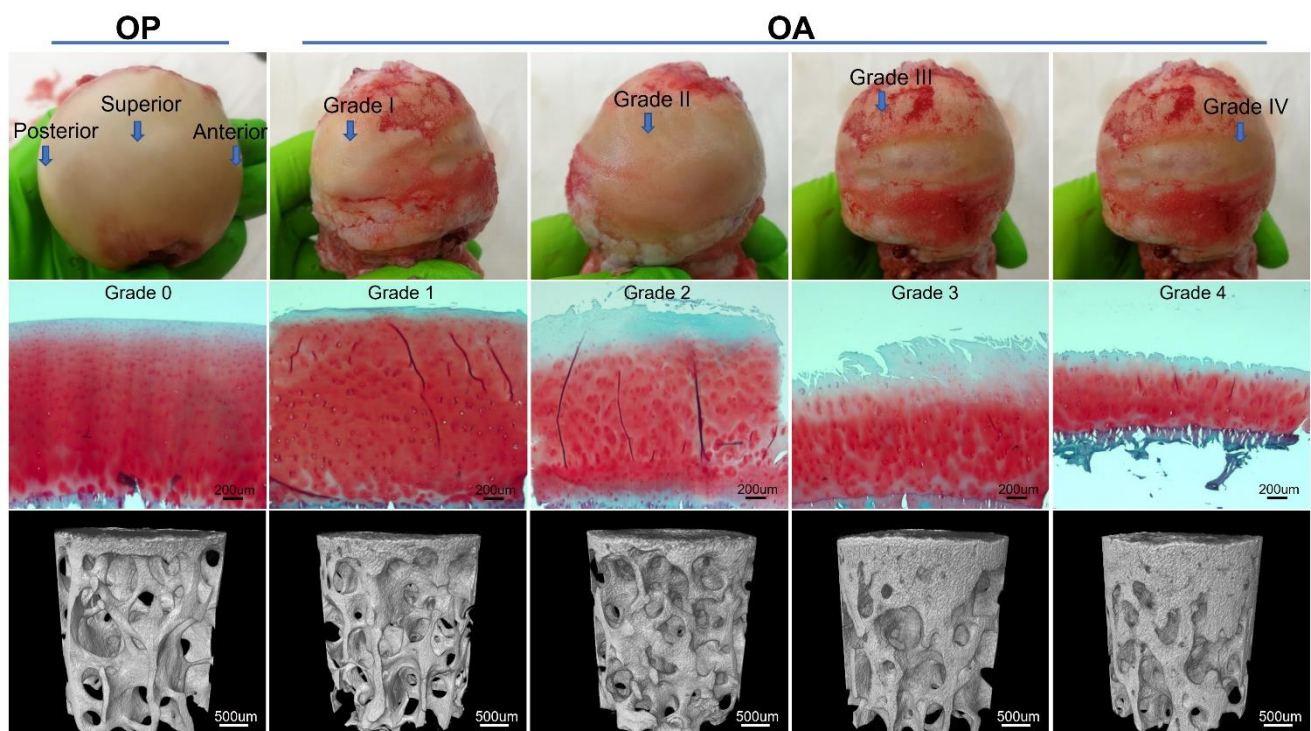 OP
OA
Superior
Posterior
Anterior
Grade I
Grade II
Grade III
Grade IV
Grade 0
Grade 1
Grade 2
Grade 3
Grade 4
200um
200um
200um
200um
200um
500um
500um
500um
500um
500um